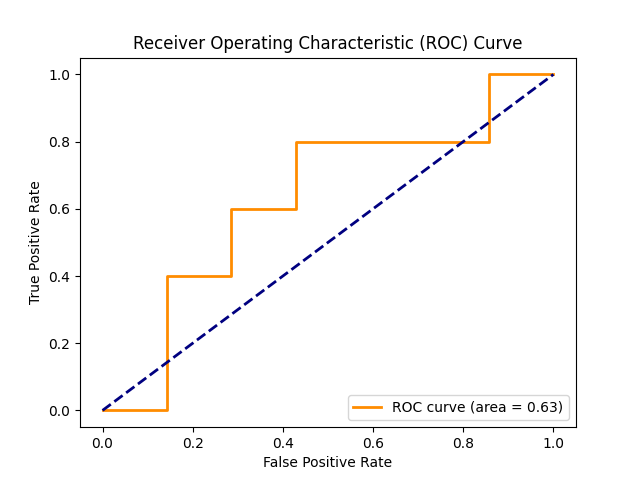 Receiver Operating Characteristic (ROC) Curve
True Positive Rate
1.0
0.8
0.6
0.4
0.2
0.0
ROC curve (area = 0.63)
0.0 0.2 0.4 0.6 0.8 1.0
False Positive Rate